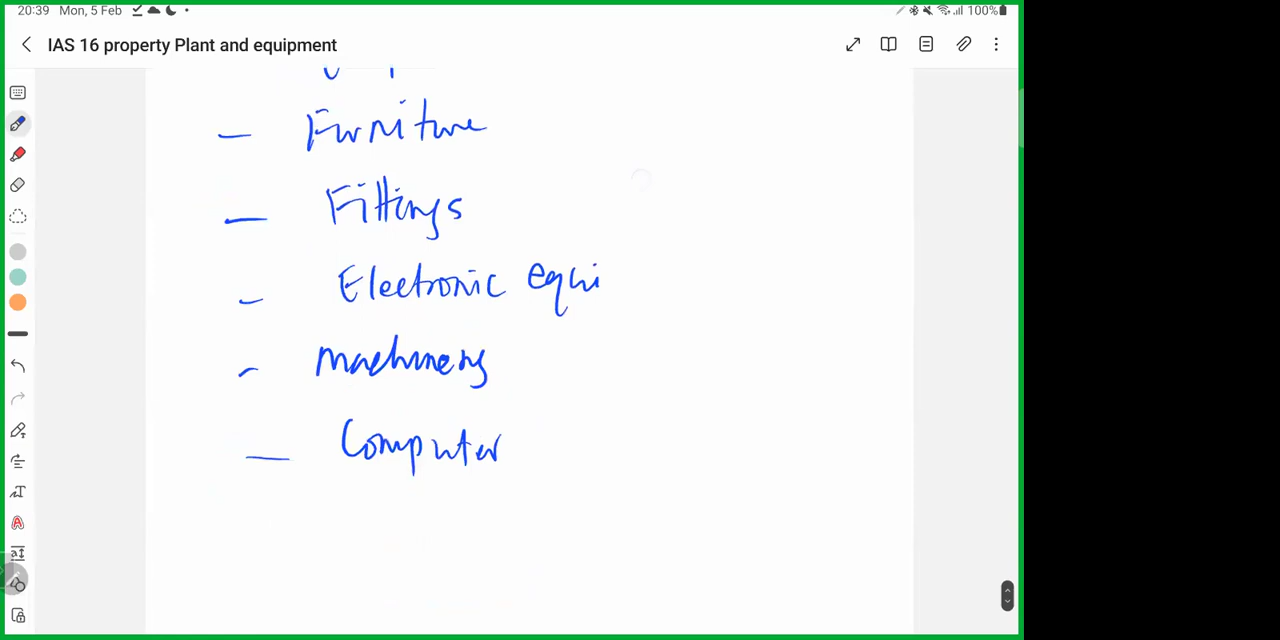 20:39 Mon, 5 Feb 100%
IAS 16 property Plant and equipment
— Furniture
— Fittings
— Electronic equi
— Machinery
— Computer